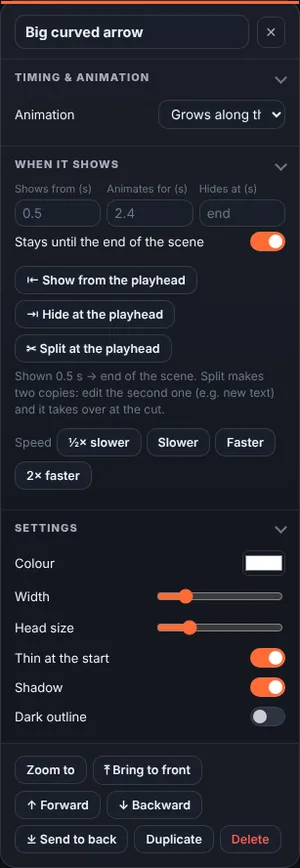 Big curved arrow ×
TIMING & ANIMATION
Animation Grows along th
WHEN IT SHOWS
Shows from (s) Animates for (s) Hides at (s)
0.5 2.4 end
Stays until the end of the scene
⇤ Show from the playhead
⇥ Hide at the playhead
✂ Split at the playhead
Shown 0.5 s → end of the scene. Split makes
two copies: edit the second one (e.g. new text)
and it takes over at the cut.
Speed ½× slower Slower Faster
2× faster
SETTINGS
Colour
Width
Head size
Thin at the start
Shadow
Dark outline
Zoom to ⤒ Bring to front
↑ Forward ↓ Backward
⤓ Send to back Duplicate Delete